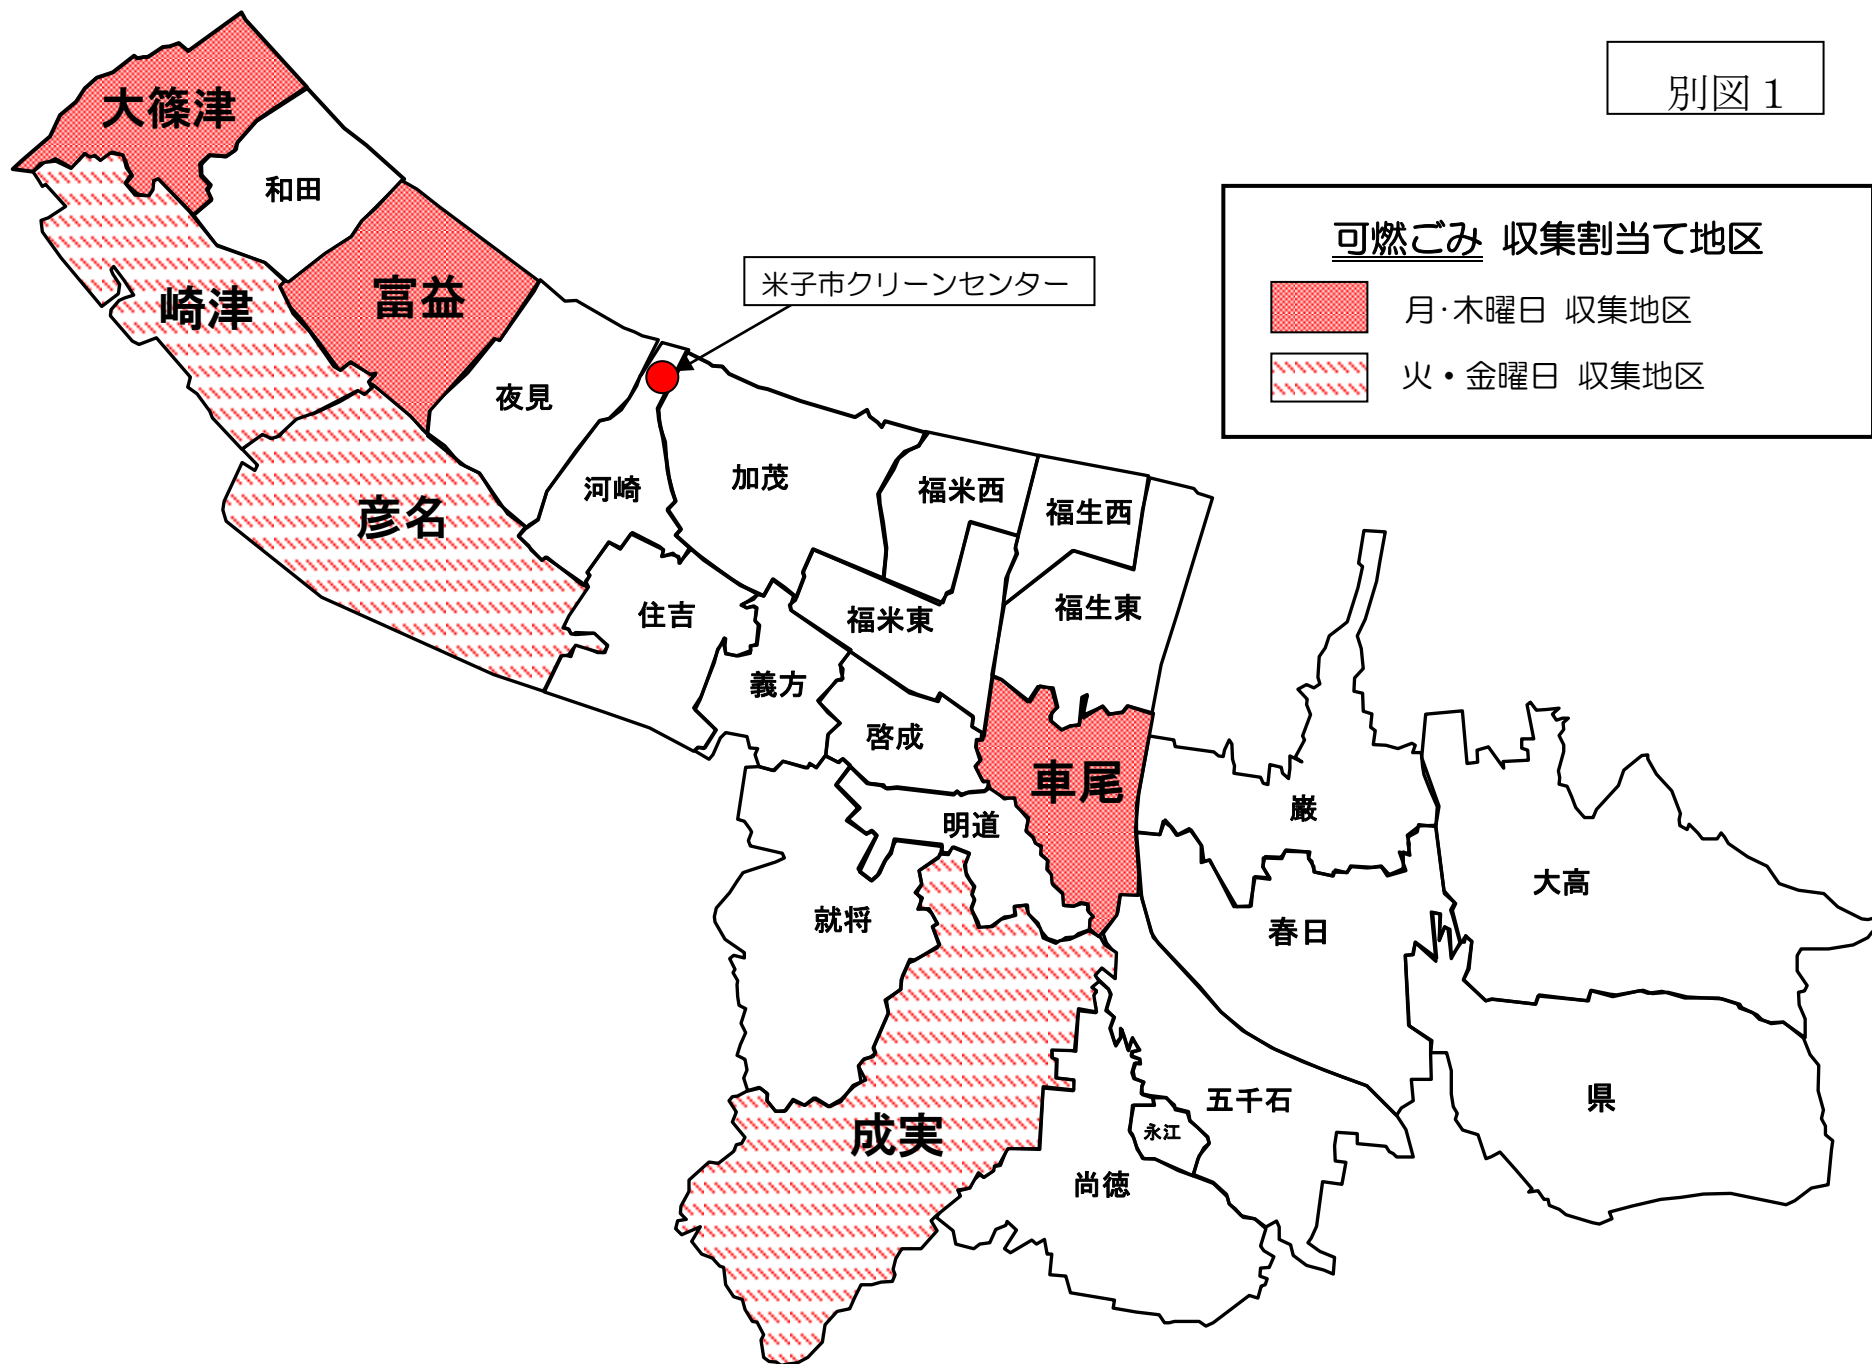 別図1
大篠津
和田
可燃ごみ 収集割当て地区
月・木曜日 収集地区
火・金曜日 収集地区
米子市クリーンセンター
崎津
富益
夜見
彦名
河崎
加茂
福米西
福生西
住吉
福米東
福生東
義方
啓成
車尾
明道
巌
大高
就将
春日
成実
五千石
永江
県
尚徳